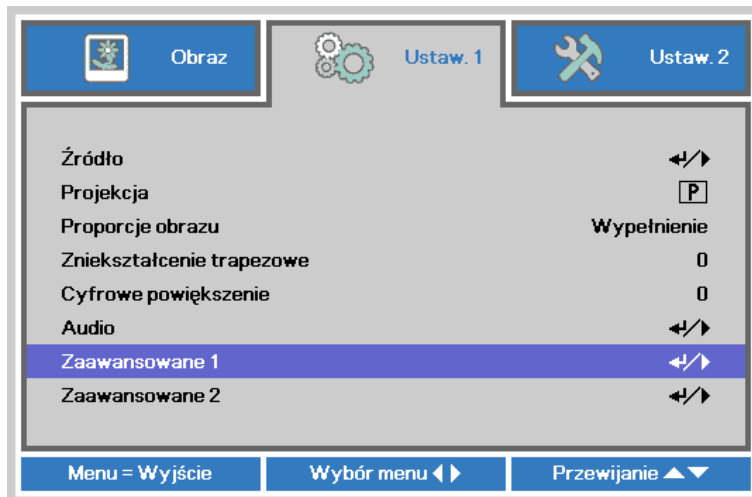 Obraz Ustaw. 1 Ustaw. 2
Źródło
Projekcja P
Proporcje obrazu Wypełnienie
Zniekształcenie trapezowe 0
Cyfrowe powiększenie 0
Audio
Zaawansowane 1
Zaawansowane 2
Menu = Wyjście Wybór menu Przewijanie